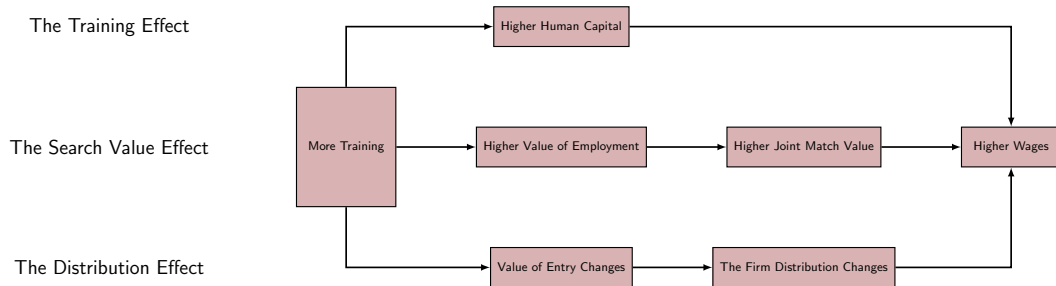 The Training Effect
Higher Human Capital
The Search Value Effect
More Training
Higher Value of Employment
Higher Joint Match Value
Higher Wages
The Distribution Effect
Value of Entry Changes
The Firm Distribution Changes